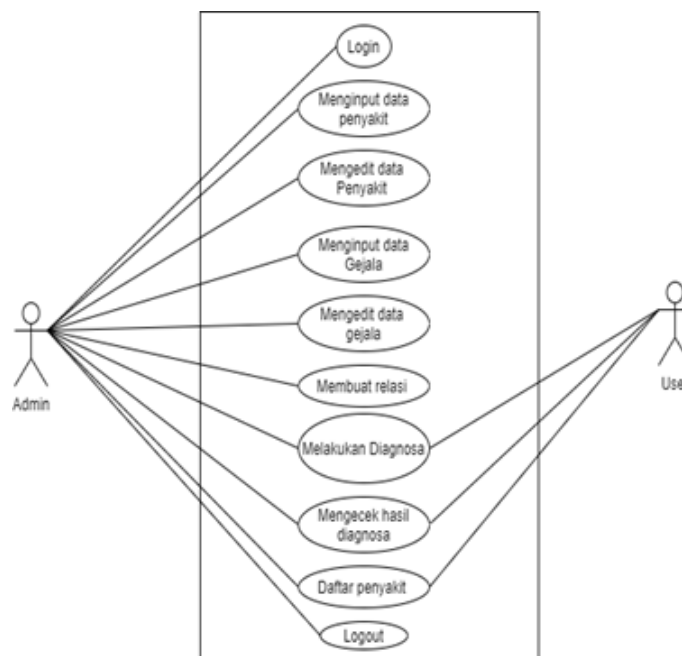 Login
Menginput data
penyakit
Mengedit data
Penyakit
Menginput data
Gejala
Mengedit data
gejala
Membuat relasi
Melakukan Diagnosa
Mengecek hasil
diagnosa
Daftar penyakit
Logout
Admin
Use